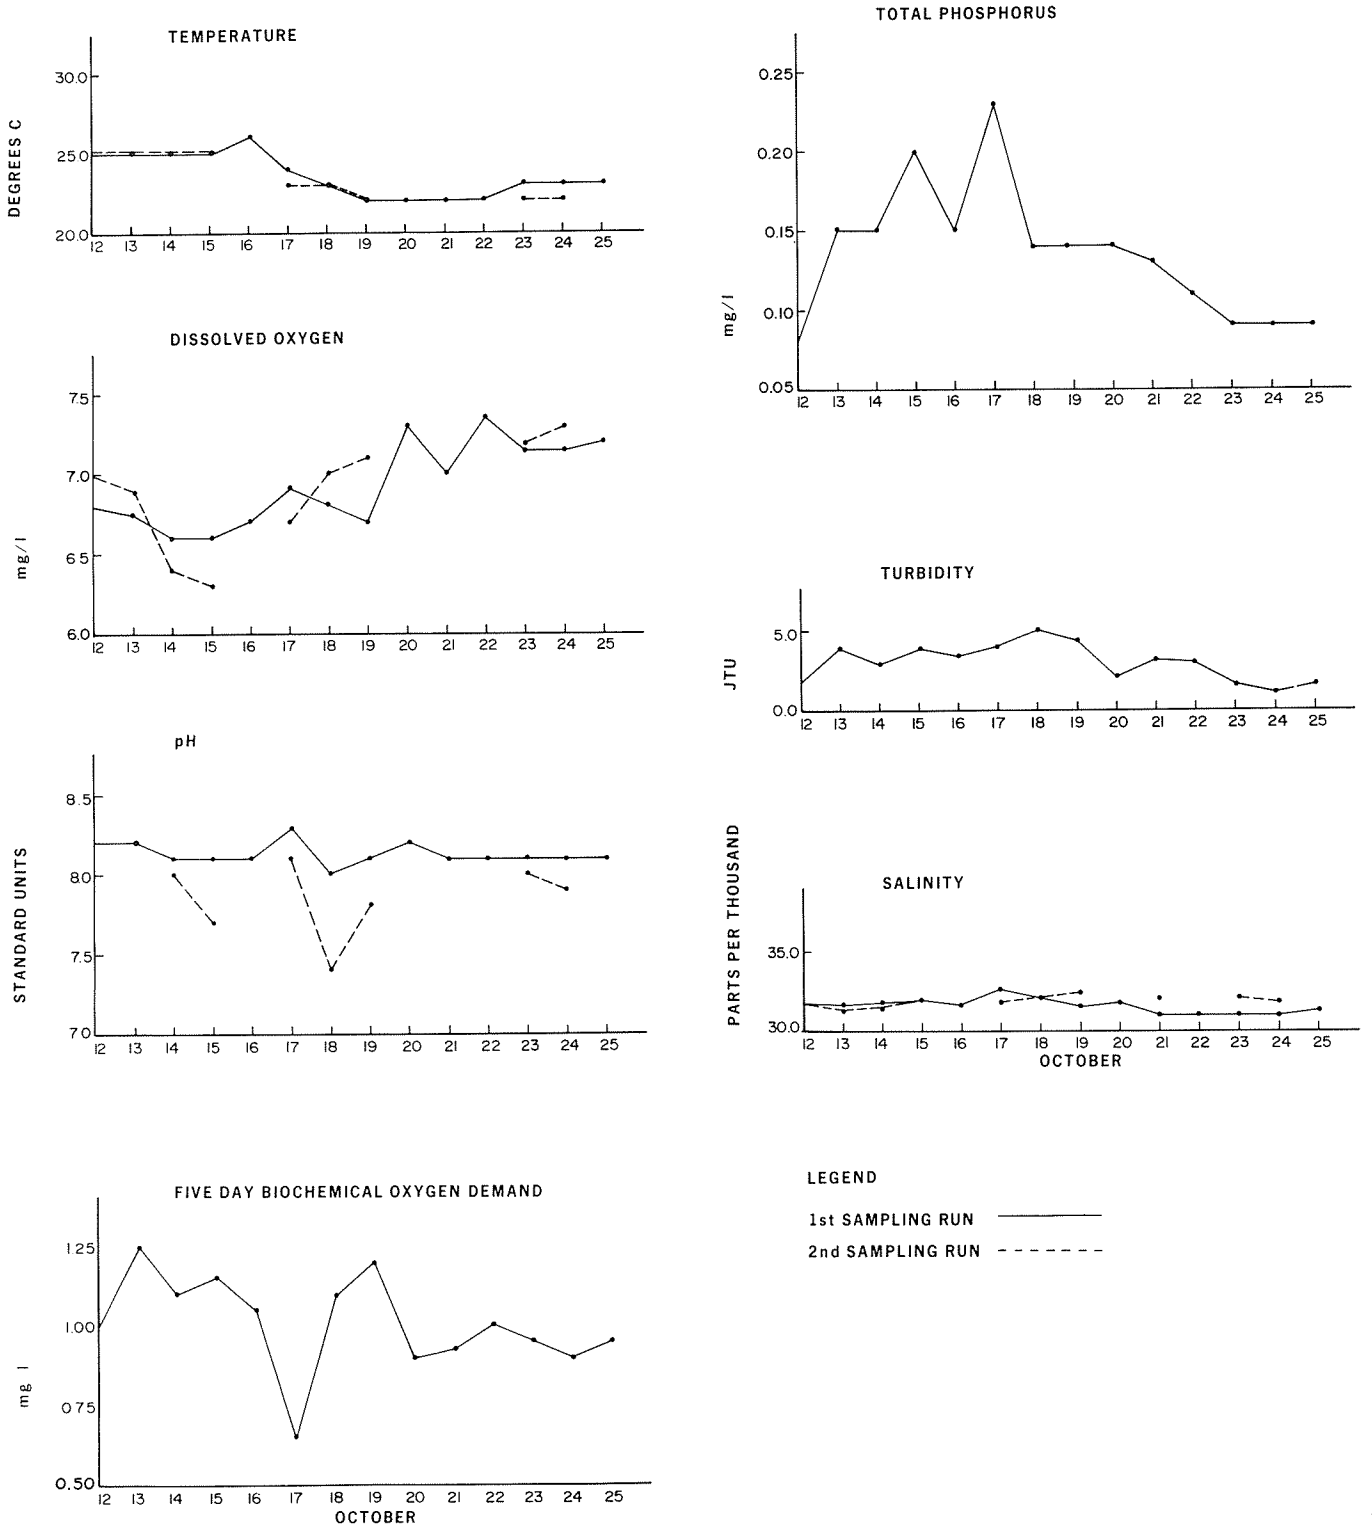 TEMPERATURE
DEGREES C
30.0
25.0
20.0
12 13 14 15 16 17 18 19 20 21 22 23 24 25
DISSOLVED OXYGEN
mg/l
7.5
7.0
6.5
6.0
12 13 14 15 16 17 18 19 20 21 22 23 24 25
pH
STANDARD UNITS
8.5
8.0
7.5
7.0
12 13 14 15 16 17 18 19 20 21 22 23 24 25
FIVE DAY BIOCHEMICAL OXYGEN DEMAND
mg l
1.25
1.00
0.75
0.50
12 13 14 15 16 17 18 19 20 21 22 23 24 25
OCTOBER
TOTAL PHOSPHORUS
mg/l
0.25
0.20
0.15
0.10
0.05
12 13 14 15 16 17 18 19 20 21 22 23 24 25
TURBIDITY
JTU
5.0
0.0
12 13 14 15 16 17 18 19 20 21 22 23 24 25
SALINITY
PARTS PER THOUSAND
35.0
30.0
12 13 14 15 16 17 18 19 20 21 22 23 24 25
OCTOBER
LEGEND
1st SAMPLING RUN
2nd SAMPLING RUN